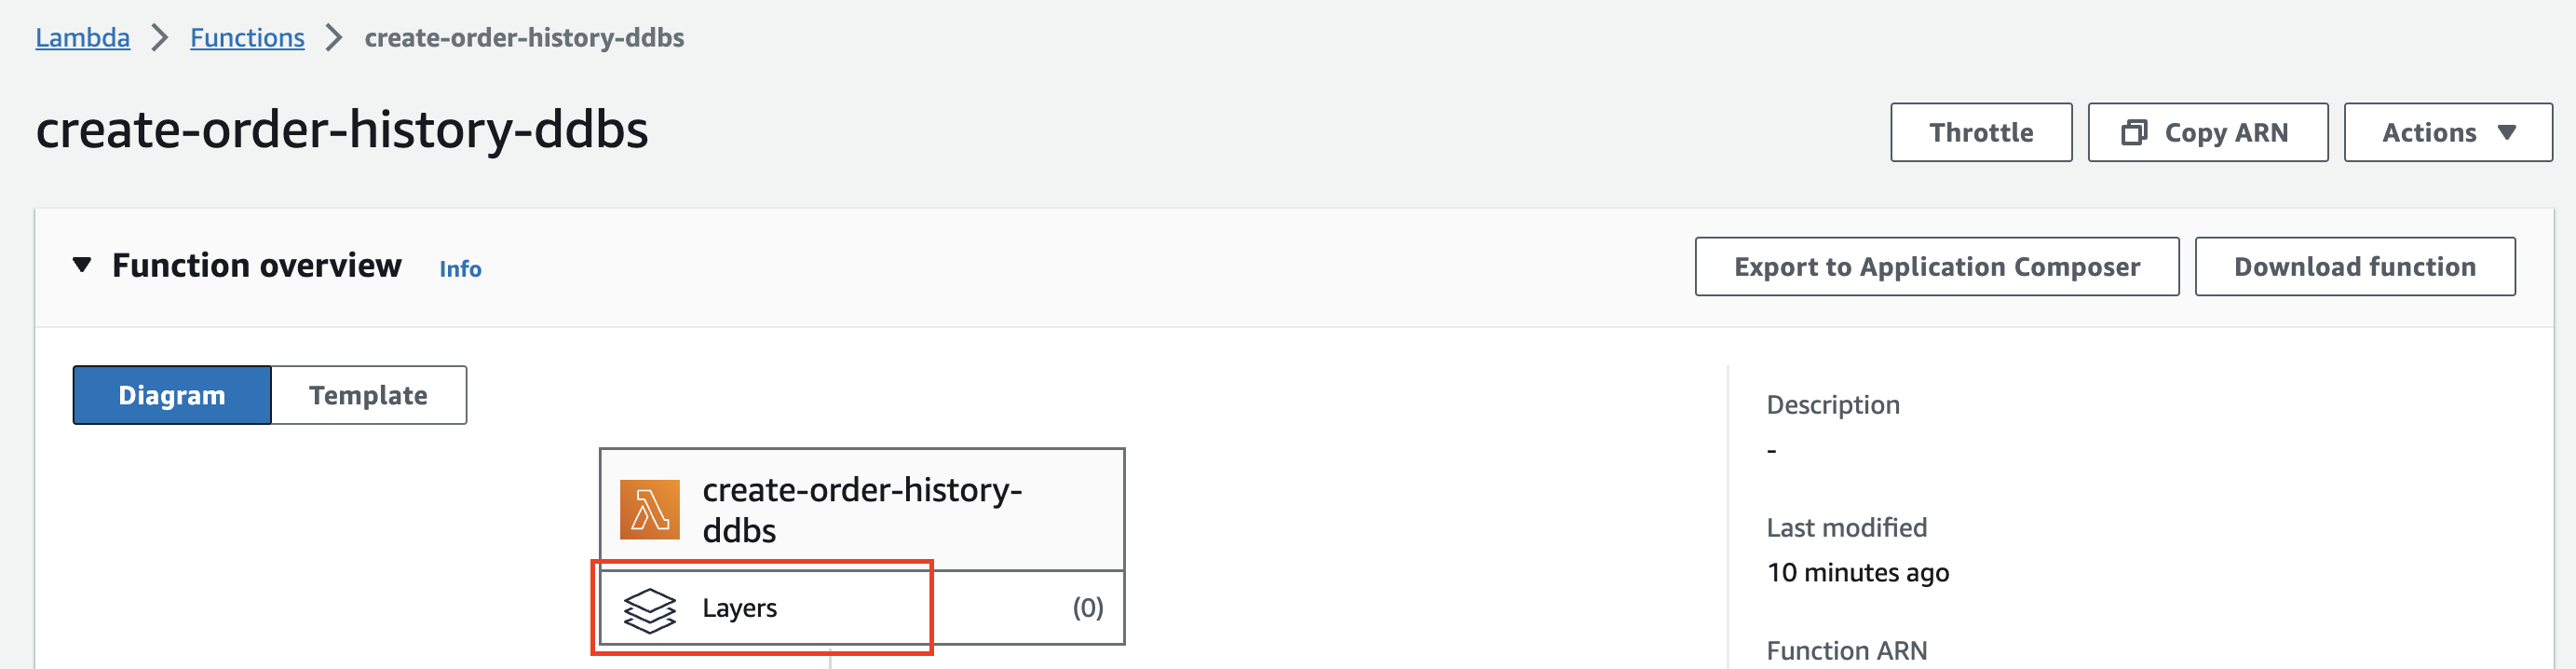 Lambda > Functions > create-order-history-ddbs
create-order-history-ddbs
Throttle
Copy ARN
Actions
Function overview Info
Export to Application Composer
Download function
Diagram
Template
create-order-history-
ddbs
Layers (0)
Description
-
Last modified
10 minutes ago
Function ARN